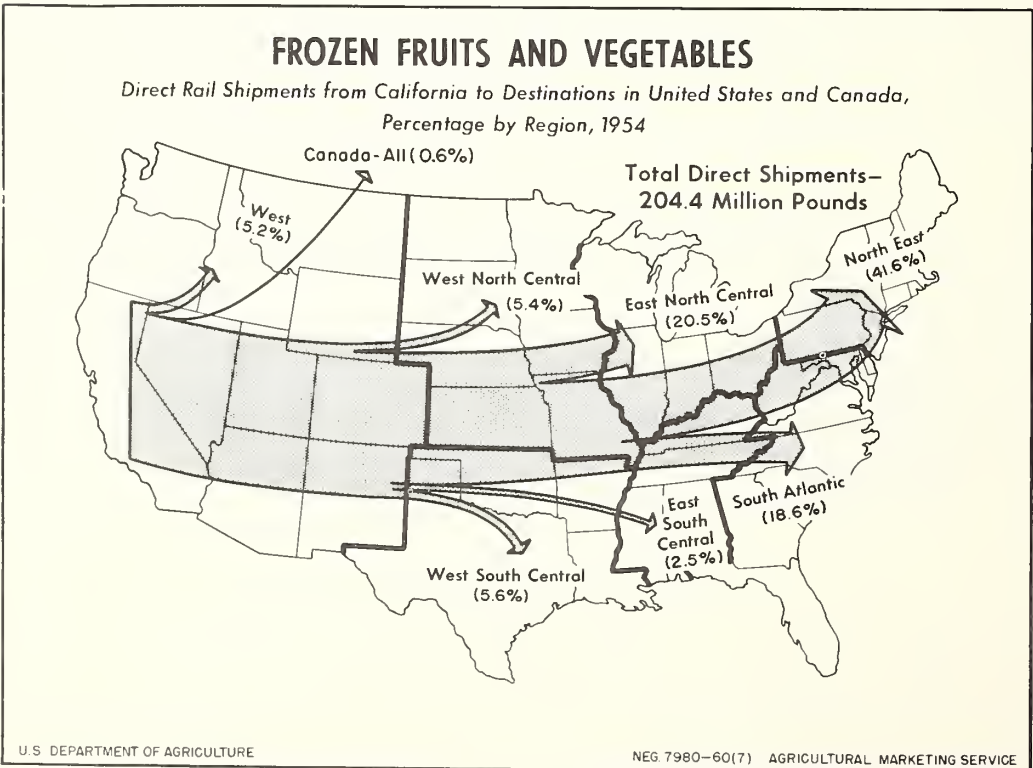 FROZEN FRUITS AND VEGETABLES
Direct Rail Shipments from California to Destinations in United States and Canada,
Percentage by Region, 1954
Canada-All (0.6%)
Total Direct Shipments—
204.4 Million Pounds
West
(5.2%)
North East
(41.6%)
West North Central
(5.4%)
East North Central
(20.5%)
South Atlantic
(18.6%)
East
South
Central
(2.5%)
West South Central
(5.6%)
U.S DEPARTMENT OF AGRICULTURE
NEG. 7980-60(7) AGRICULTURAL MARKETING SERVICE